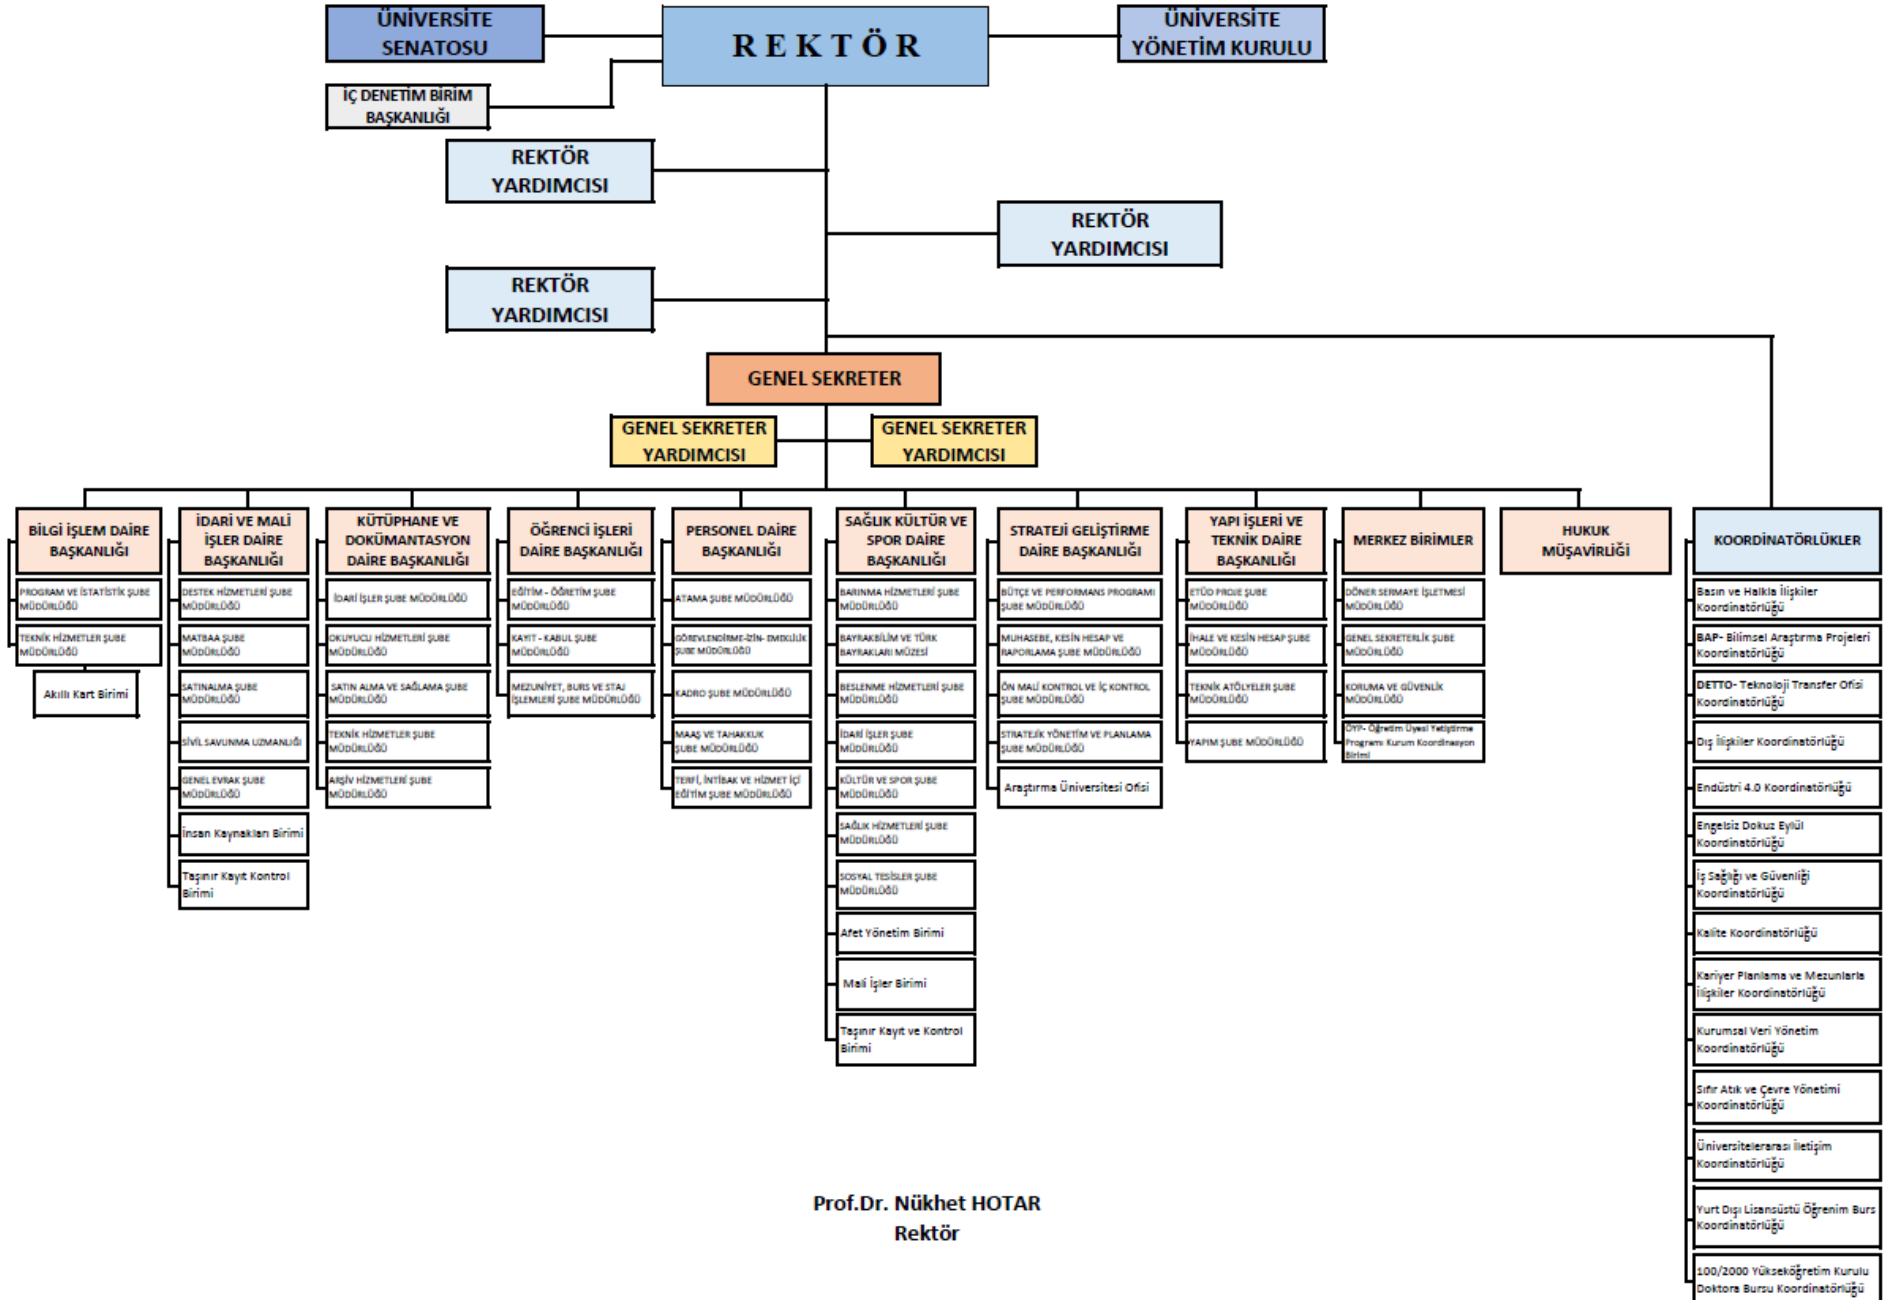 ÜNİVERSİTE
SENATOSU
R E K T Ö R
ÜNİVERSİTE
YÖNETİM KURULU
İÇ DENETİM BİRİM
BAŞKANLIĞI
REKTÖR
YARDIMCISI
REKTÖR
YARDIMCISI
REKTÖR
YARDIMCISI
GENEL SEKRETER
GENEL SEKRETER
YARDIMCISI
GENEL SEKRETER
YARDIMCISI
BİLGİ İŞLEM DAİRE
BAŞKANLIĞI
PROGRAM VE İSTATİSTİK ŞUBE
MÜDÜRLÜĞÜ
TEKNİK HİZMETLER ŞUBE
MÜDÜRLÜĞÜ
Akıllı Kart Birimi
İDARİ VE MALİ
İŞLER DAİRE
BAŞKANLIĞI
DESTEK HİZMETLERİ ŞUBE
MÜDÜRLÜĞÜ
MATBAA ŞUBE
MÜDÜRLÜĞÜ
SATINALMA ŞUBE
MÜDÜRLÜĞÜ
SİVİL SAVUNMA UZMANLIĞI
GENEL EVRAK ŞUBE
MÜDÜRLÜĞÜ
İnsan Kaynakları Birimi
Taşınır Kayıt Kontrol
Birimi
KÜTÜPHANE VE
DOKÜMANTASYON
DAİRE BAŞKANLIĞI
İDARİ İŞLER ŞUBE MÜDÜRLÜĞÜ
OKUYUCU HİZMETLERİ ŞUBE
MÜDÜRLÜĞÜ
SATIN ALMA VE SAĞLAMA ŞUBE
MÜDÜRLÜĞÜ
TEKNİK HİZMETLER ŞUBE
MÜDÜRLÜĞÜ
ARŞİV HİZMETLERİ ŞUBE
MÜDÜRLÜĞÜ
ÖĞRENCİ İŞLERİ
DAİRE BAŞKANLIĞI
EĞİTİM - ÖĞRETİM ŞUBE
MÜDÜRLÜĞÜ
KAYIT - KABUL ŞUBE
MÜDÜRLÜĞÜ
MEZUNİYET, BURS VE STAJ
İŞLEMLERİ ŞUBE MÜDÜRLÜĞÜ
PERSONEL DAİRE
BAŞKANLIĞI
ATAMA ŞUBE MÜDÜRLÜĞÜ
GÖREVLENDİRME-İZİN- EMEKLİLİK
ŞUBE MÜDÜRLÜĞÜ
KADRO ŞUBE MÜDÜRLÜĞÜ
MAAŞ VE TAHAKKUK
ŞUBE MÜDÜRLÜĞÜ
TERFİ, İNTİBAK VE HİZMET İÇİ
EĞİTİM ŞUBE MÜDÜRLÜĞÜ
SAĞLIK KÜLTÜR VE
SPOR DAİRE
BAŞKANLIĞI
BARINMA HİZMETLERİ ŞUBE
MÜDÜRLÜĞÜ
BAYRAKBİLİM VE TÜRK
BAYRAKLARI MÜZESİ
BESLENME HİZMETLERİ ŞUBE
MÜDÜRLÜĞÜ
İDARİ İŞLER ŞUBE
MÜDÜRLÜĞÜ
KÜLTÜR VE SPOR ŞUBE
MÜDÜRLÜĞÜ
SAĞLIK HİZMETLERİ ŞUBE
MÜDÜRLÜĞÜ
SOSYAL TESİSLER ŞUBE
MÜDÜRLÜĞÜ
Afet Yönetim Birimi
Mali İşler Birimi
Taşınır Kayıt ve Kontrol
Birimi
STRATEJİ GELİŞTİRME
DAİRE BAŞKANLIĞI
BÜTÇE VE PERFORMANS PROGRAMI
ŞUBE MÜDÜRLÜĞÜ
MUHASEBE, KESİN HESAP VE
RAPORLAMA ŞUBE MÜDÜRLÜĞÜ
ÖN MALİ KONTROL VE İÇ KONTROL
ŞUBE MÜDÜRLÜĞÜ
STRATEJİK YÖNETİM VE PLANLAMA
ŞUBE MÜDÜRLÜĞÜ
Araştırma Üniversitesi Ofisi
YAPI İŞLERİ VE
TEKNİK DAİRE
BAŞKANLIĞI
ETÜD PROJE ŞUBE
MÜDÜRLÜĞÜ
İHALE VE KESİN HESAP ŞUBE
MÜDÜRLÜĞÜ
TEKNİK ATÖLYELER ŞUBE
MÜDÜRLÜĞÜ
YAPIM ŞUBE MÜDÜRLÜĞÜ
MERKEZ BİRİMLER
DÖNER SERMAYE İŞLETMESİ
MÜDÜRLÜĞÜ
GENEL SEKRETERLİK ŞUBE
MÜDÜRLÜĞÜ
KORUMA VE GÜVENLİK
MÜDÜRLÜĞÜ
ÖYP- Öğretim Üyesi Yetiştirme
Programı Kurum Koordinasyon
Birimi
HUKUK
MÜŞAVİRLİĞİ
KOORDİNATÖRLÜKLER
Basın ve Halkla İlişkiler
Koordinatörlüğü
BAP- Bilimsel Araştırma Projeleri
Koordinatörlüğü
DETTO- Teknoloji Transfer Ofisi
Koordinatörlüğü
Dış İlişkiler Koordinatörlüğü
Endüstri 4.0 Koordinatörlüğü
Engelsiz Dokuz Eylül
Koordinatörlüğü
İş Sağlığı ve Güvenliği
Koordinatörlüğü
Kalite Koordinatörlüğü
Kariyer Planlama ve Mezunlarla
İlişkiler Koordinatörlüğü
Kurumsal Veri Yönetim
Koordinatörlüğü
Sıfır Atık ve Çevre Yönetimi
Koordinatörlüğü
Üniversitelerarası İletişim
Koordinatörlüğü
Yurt Dışı Lisansüstü Öğrenim Burs
Koordinatörlüğü
100/2000 Yükseköğretim Kurulu
Doktora Bursu Koordinatörlüğü
Prof.Dr. Nükhet HOTAR
Rektör